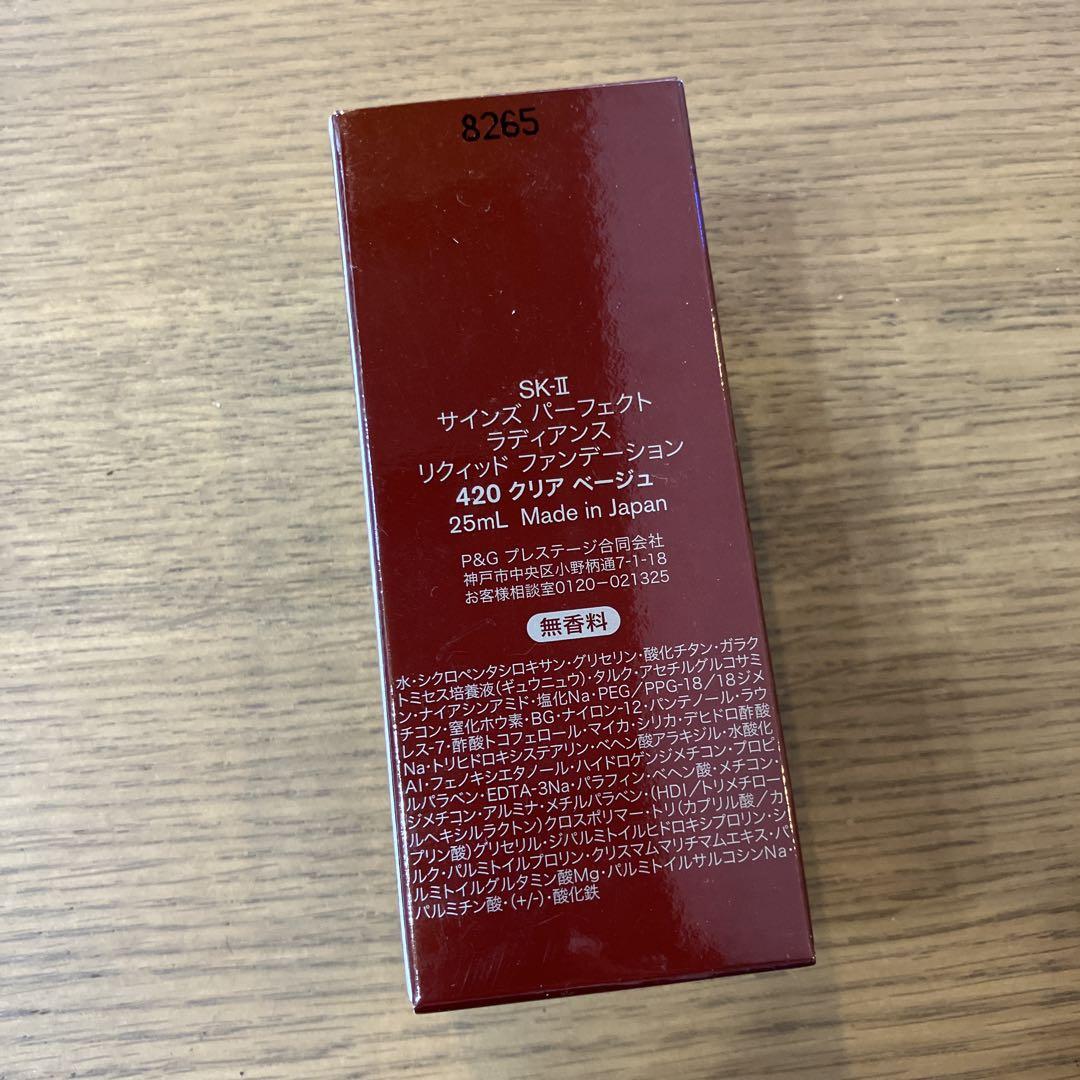 8265
SK-II
サインズ パーフェクト
ラディアンス
リクィッド ファンデーション
420 クリア ベージュ
25mL Made in Japan
P&G プレステージ合同会社
神戸市中央区小野柄通7-1-18
お客様相談室0120-021325
無香料
水・シクロペンタシロキサン・グリセリン・酸化チタン・ガラク
トミセス培養液(ギュウニュウ)・タルク・アセチルグルコサミ
ン・ナイアシンアミド・塩化Na・PEG/PPG-18/18ジメ
チコン・窒化ホウ素・BG・ナイロン-12・パンテノール・ラウ
レス-7・酢酸トコフェロール・マイカ・シリカ・デヒドロ酢酸
Na・トリヒドロキシステアリン・ベヘン酸アラキジル・水酸化
Al・フェノキシエタノール・ハイドロゲンジメチコン・プロピ
ルパラベン・EDTA-3Na・パラフィン・ベヘン酸・メチコン・
ジメチコン・アルミナ・メチルパラベン・(HDI/トリメチロー
ルヘキシルラクトン)クロスポリマー・トリ(カプリル酸/カ
プリン酸)グリセリル・ジパルミトイルヒドロキシプロリン・シ
ルク・パルミトイルプロリン・クリスマムマリチマムエキス・パ
ルミトイルグルタミン酸Mg・パルミトイルサルコシンNa・
パルミチン酸・(+/-)・酸化鉄